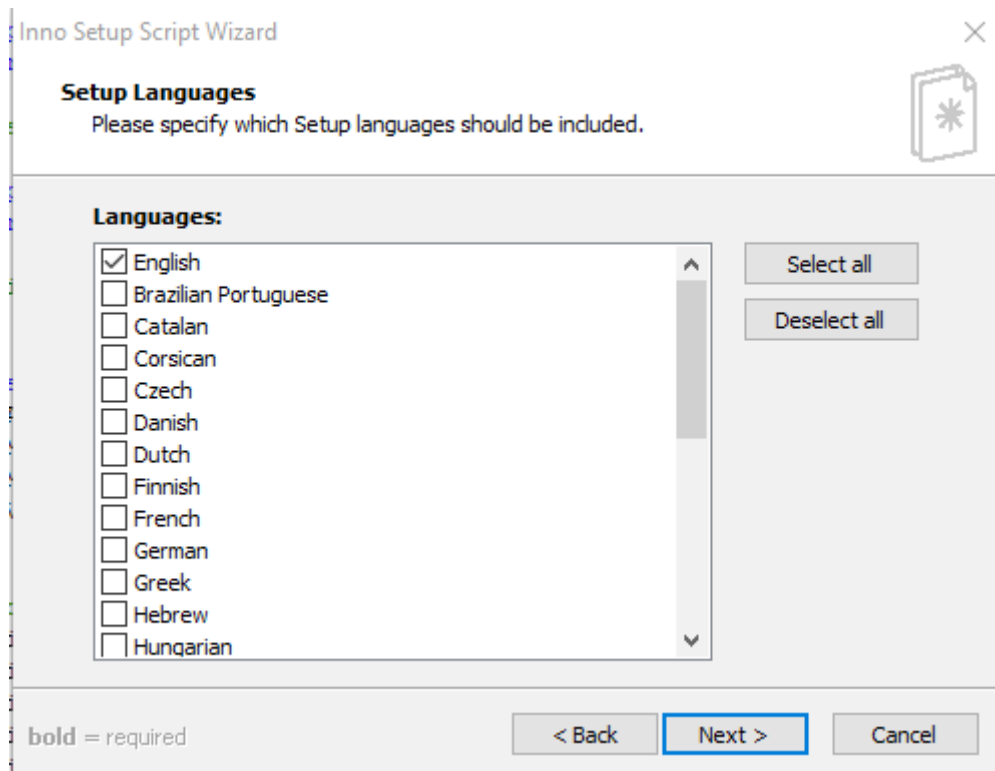 Inno Setup Script Wizard
Setup Languages
Please specify which Setup languages should be included.
Languages:
English
Brazilian Portuguese
Catalan
Corsican
Czech
Danish
Dutch
Finnish
French
German
Greek
Hebrew
Hungarian
Select all
Deselect all
bold = required
< Back
Next >
Cancel